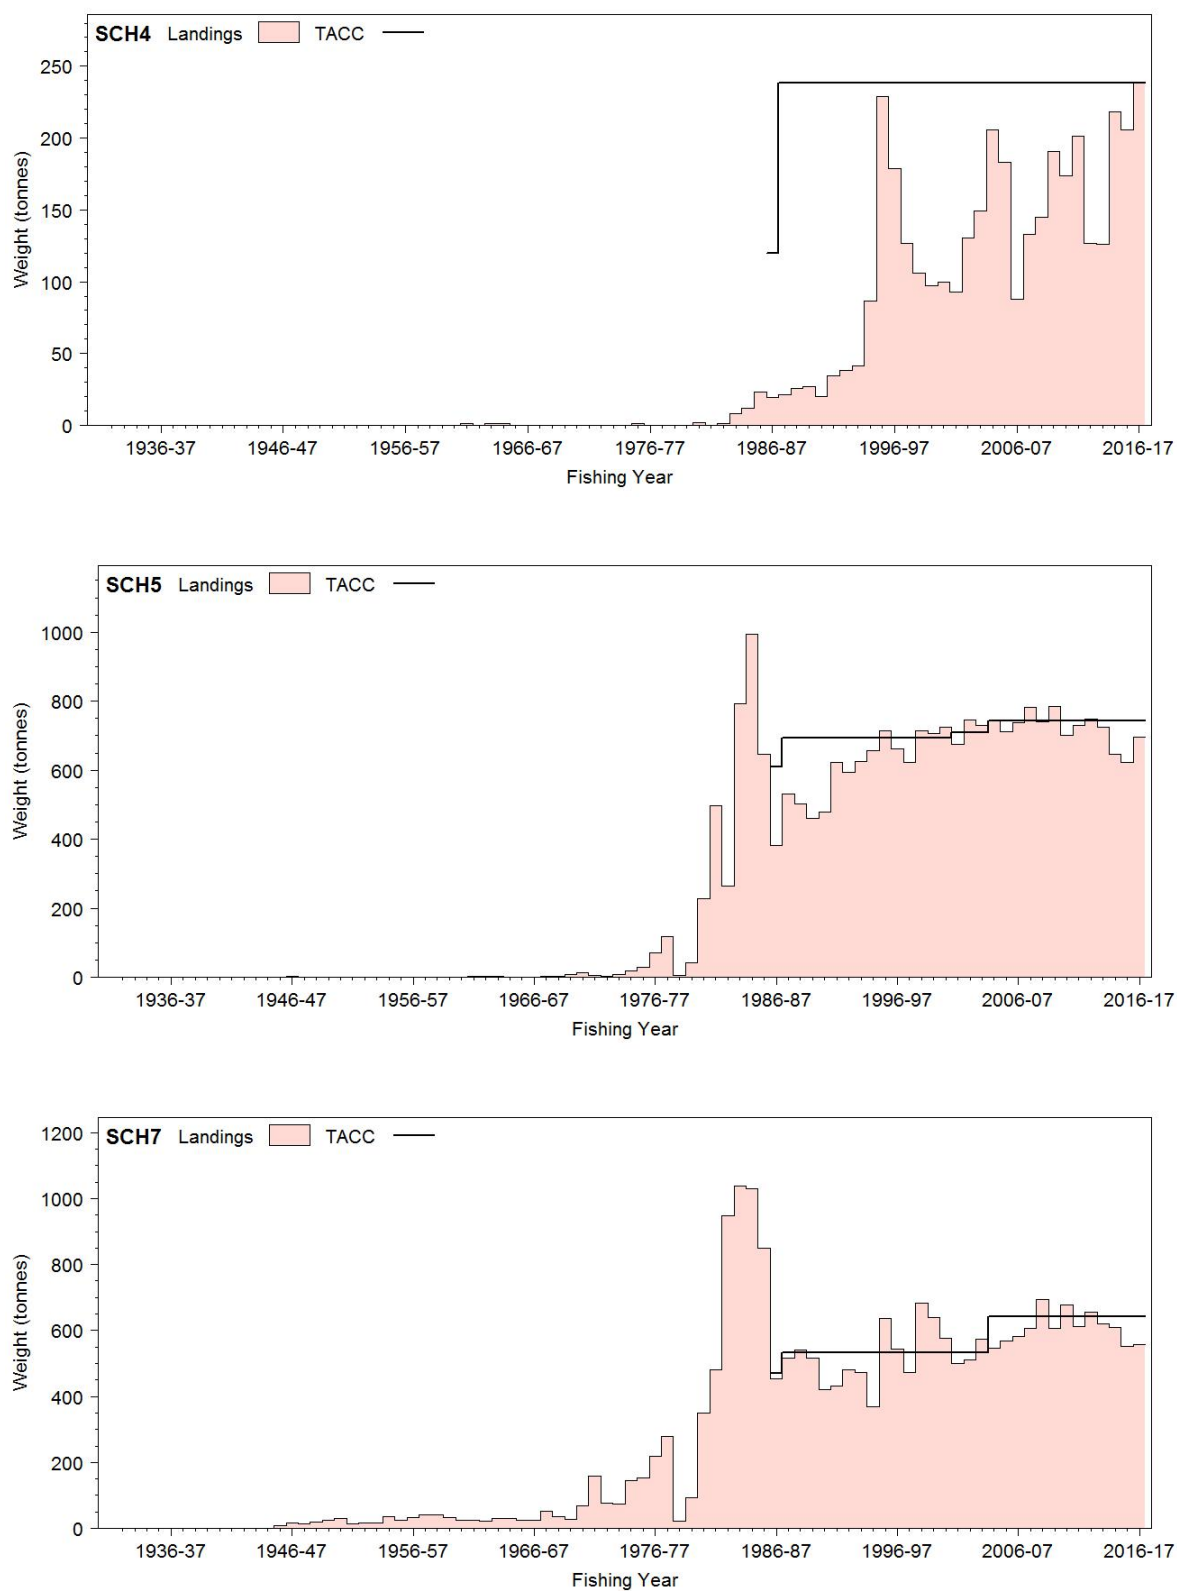 SCH4 Landings TACC
250
200
150
100
50
0
Weight (tonnes)
1936-37 1946-47 1956-57 1966-67 1976-77 1986-87 1996-97 2006-07 2016-17
Fishing Year
SCH5 Landings TACC
1000
800
600
400
200
0
Weight (tonnes)
1936-37 1946-47 1956-57 1966-67 1976-77 1986-87 1996-97 2006-07 2016-17
Fishing Year
SCH7 Landings TACC
1200
1000
800
600
400
200
0
Weight (tonnes)
1936-37 1946-47 1956-57 1966-67 1976-77 1986-87 1996-97 2006-07 2016-17
Fishing Year